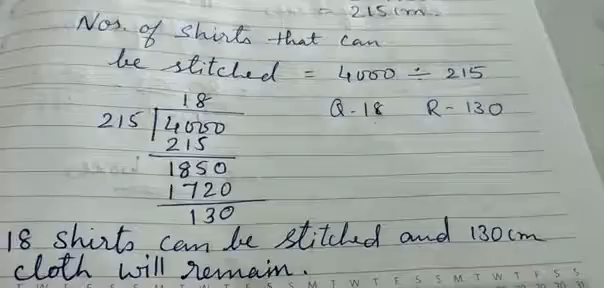 = 215 cm.
Nos. of shirts that can
be stitched = 4000 ÷ 215
18
215 4000 Q-18 R-130
215
1850
1720
130
18 shirts can be stitched and 130 cm
cloth will remain.
S M T W T F S S M T W T F S S